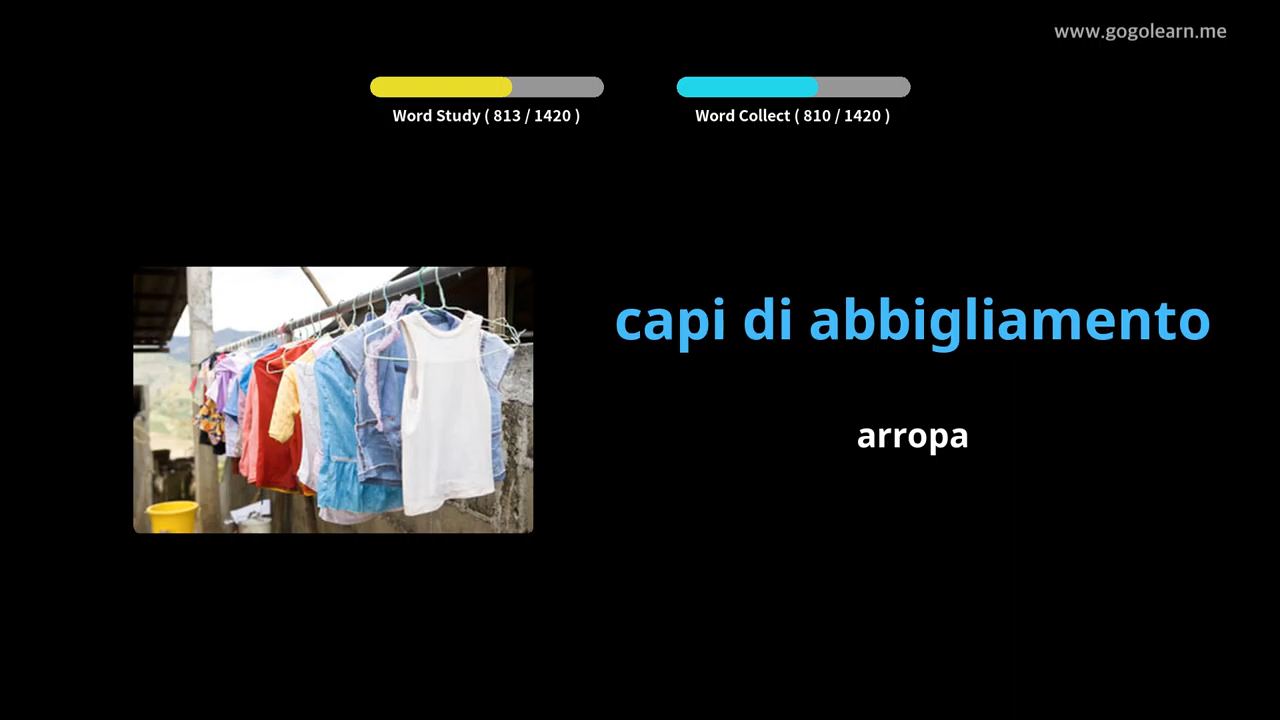 www.gogolearn.me
Word Study ( 813 / 1420 )
Word Collect ( 810 / 1420 )
capi di abbigliamento
arropa